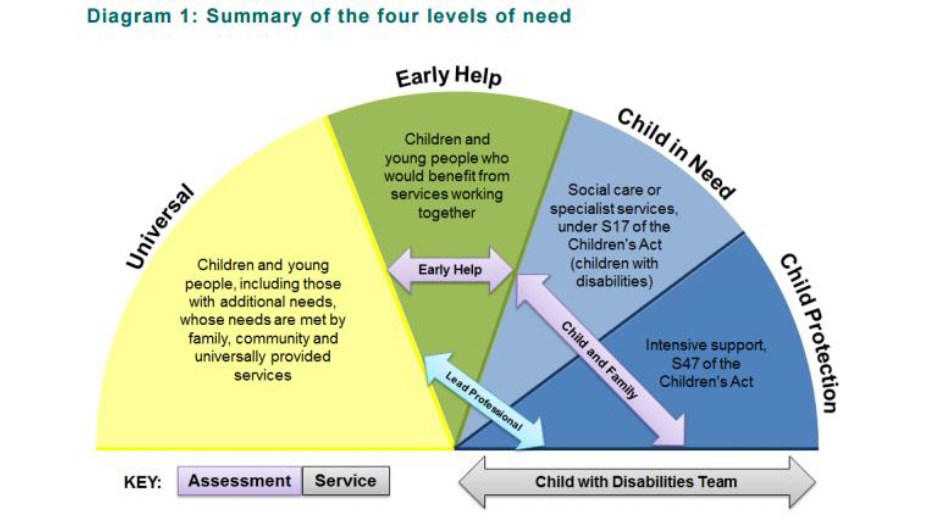 Diagram 1: Summary of the four levels of need
Universal
Early Help
Child in Need
Child Protection
Children and young
people, including those
with additional needs,
whose needs are met by
family, community and
universally provided
services
Children and
young people who
would benefit from
services working
together
Early Help
Social care or
specialist services,
under S17 of the
Children's Act
(children with
disabilities)
Intensive support,
S47 of the
Children's Act
Child and Family
Lead Professional
KEY:
Assessment
Service
Child with Disabilities Team